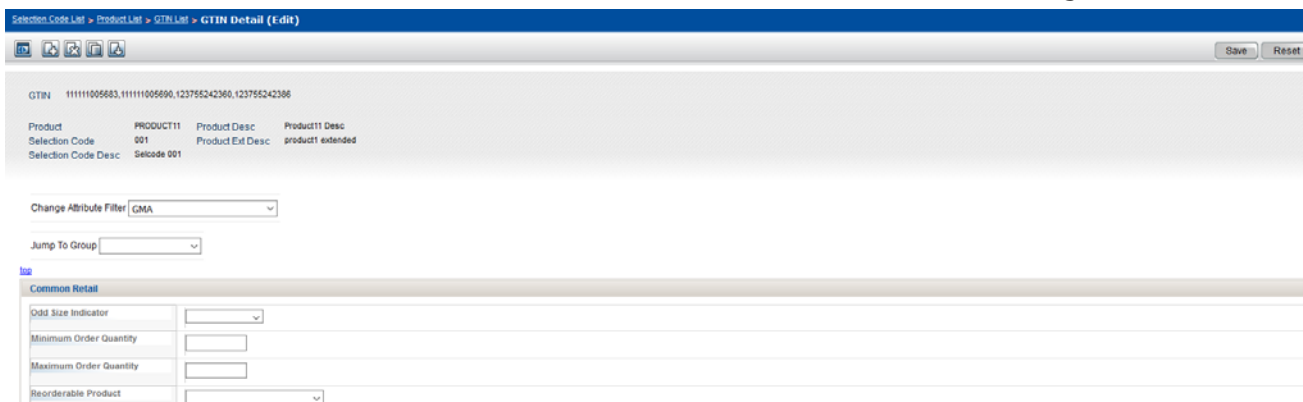 Selection Code List > Product List > GTIN List > GTIN Detail (Edit)
Save Reset
GTIN 111111005683,111111005690,123755242360,123755242386
Product PRODUCT11 Product Desc Product11 Desc
Selection Code 001 Product Ext Desc product1 extended
Selection Code Desc Selcode 001
Change Attribute Filter GMA
Jump To Group
top
Common Retail
Odd Size Indicator
Minimum Order Quantity
Maximum Order Quantity
Reorderable Product